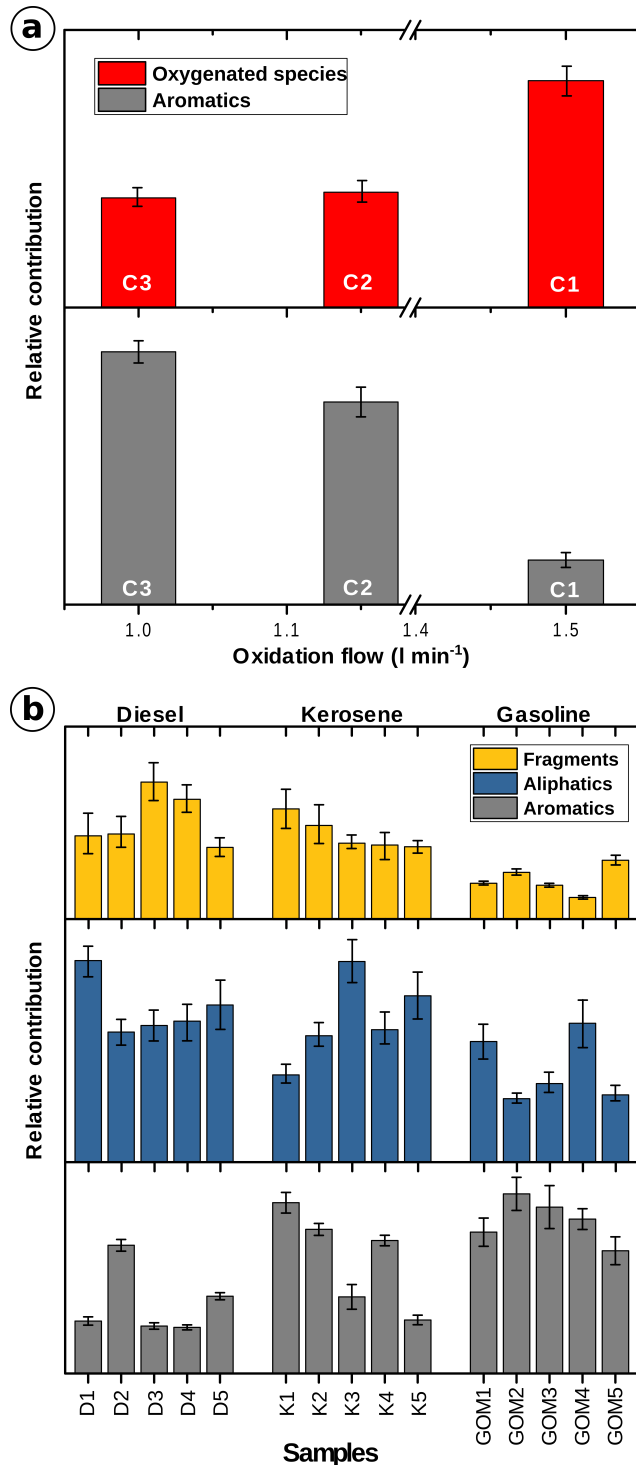 a
Oxygenated species
Aromatics
Relative contribution
C3
C2
C1
C3
C2
C1
1.0
1.1
1.4
1.5
Oxidation flow (l min⁻¹)
b
Diesel
Kerosene
Gasoline
Fragments
Aliphatics
Aromatics
Relative contribution
D1
D2
D3
D4
D5
K1
K2
K3
K4
K5
GOM1
GOM2
GOM3
GOM4
GOM5
Samples